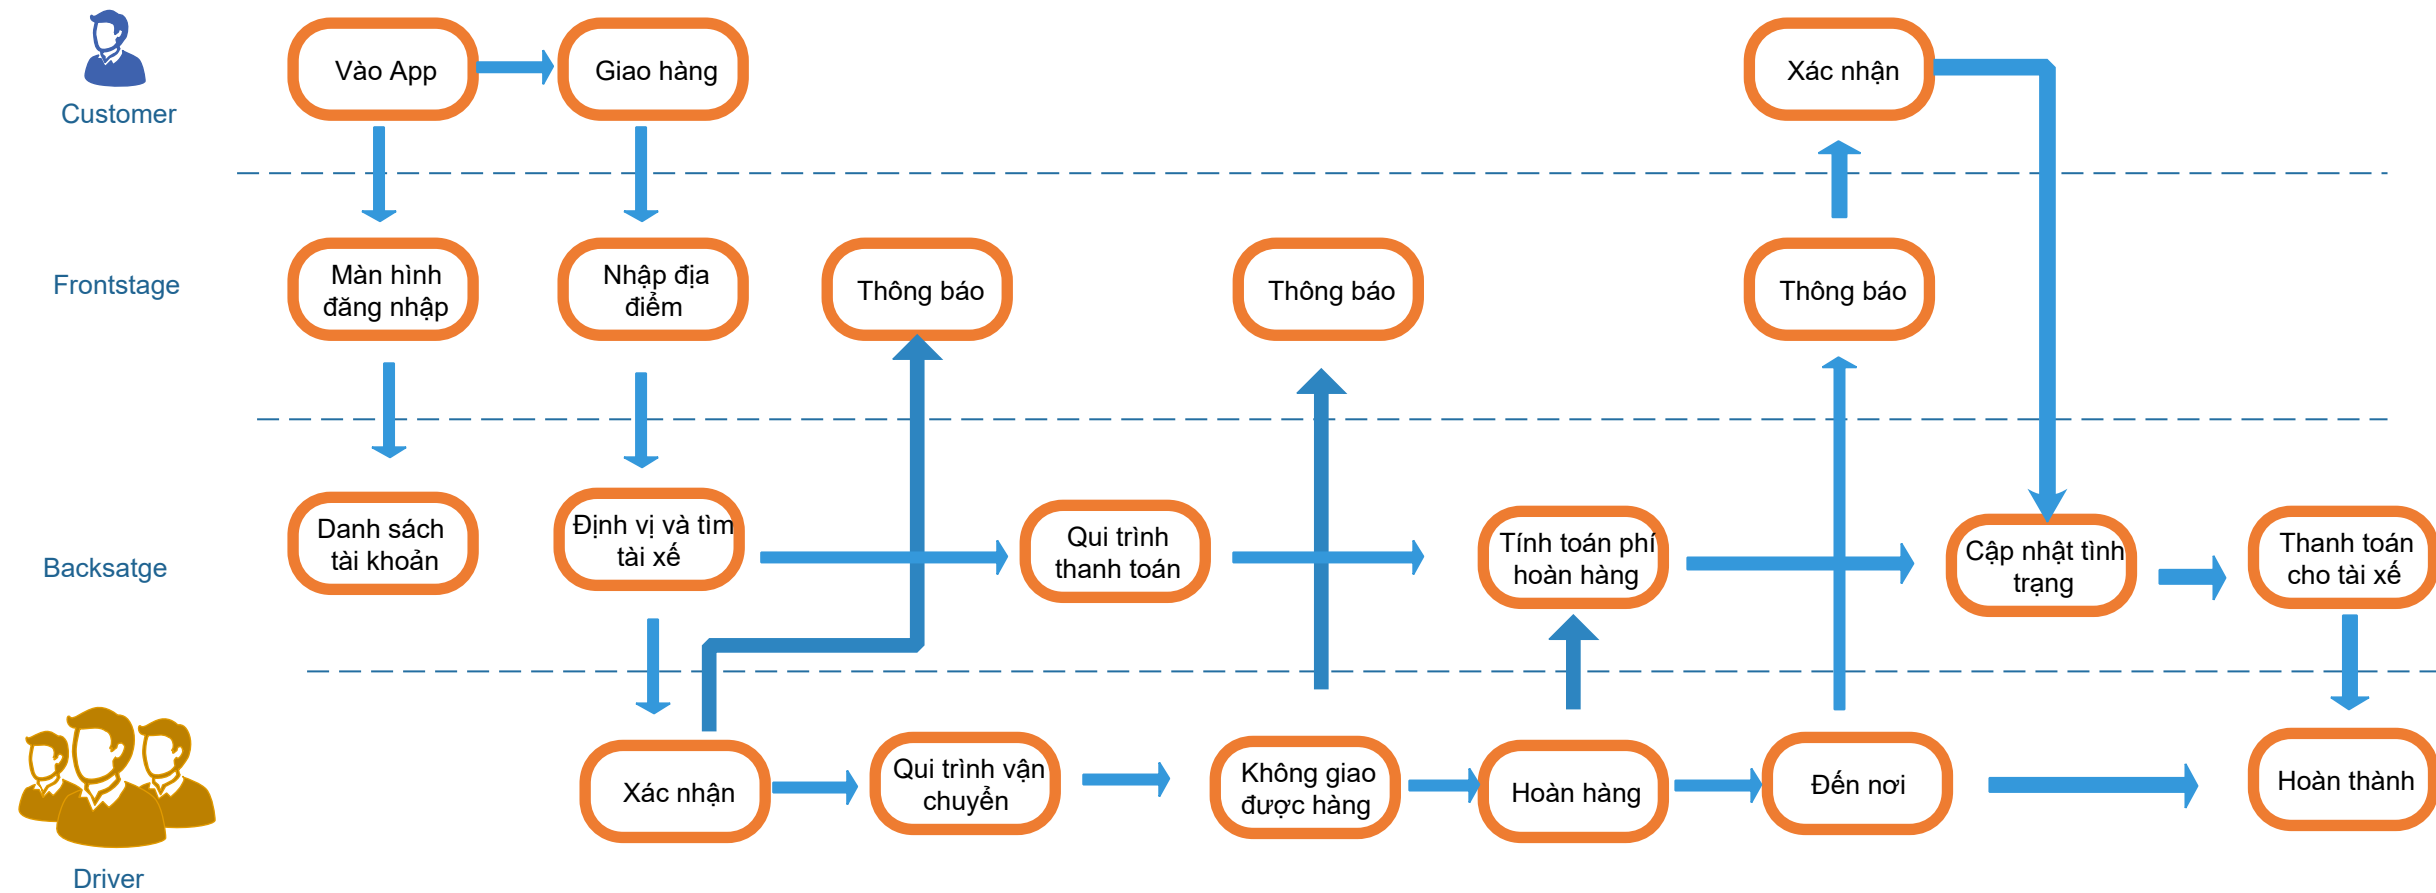 Vào App
Giao hàng
Xác nhận
Customer
Frontstage
Màn hình
đăng nhập
Nhập địa
điểm
Thông báo
Thông báo
Thông báo
Backsatge
Danh sách
tài khoản
Định vị và tìm
tài xế
Qui trình
thanh toán
Tính toán phí
hoàn hàng
Cập nhật tình
trạng
Thanh toán
cho tài xế
Xác nhận
Qui trình vận
chuyển
Không giao
được hàng
Hoàn hàng
Đến nơi
Hoàn thành
Driver